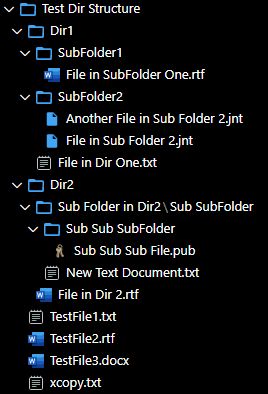 Test Dir Structure
Dir1
SubFolder1
File in SubFolder One.rtf
SubFolder2
Another File in Sub Folder 2.jnt
File in Sub Folder 2.jnt
File in Dir One.txt
Dir2
Sub Folder in Dir2\Sub SubFolder
Sub Sub SubFolder
Sub Sub Sub File.pub
New Text Document.txt
File in Dir 2.rtf
TestFile1.txt
TestFile2.rtf
TestFile3.docx
xcopy.txt